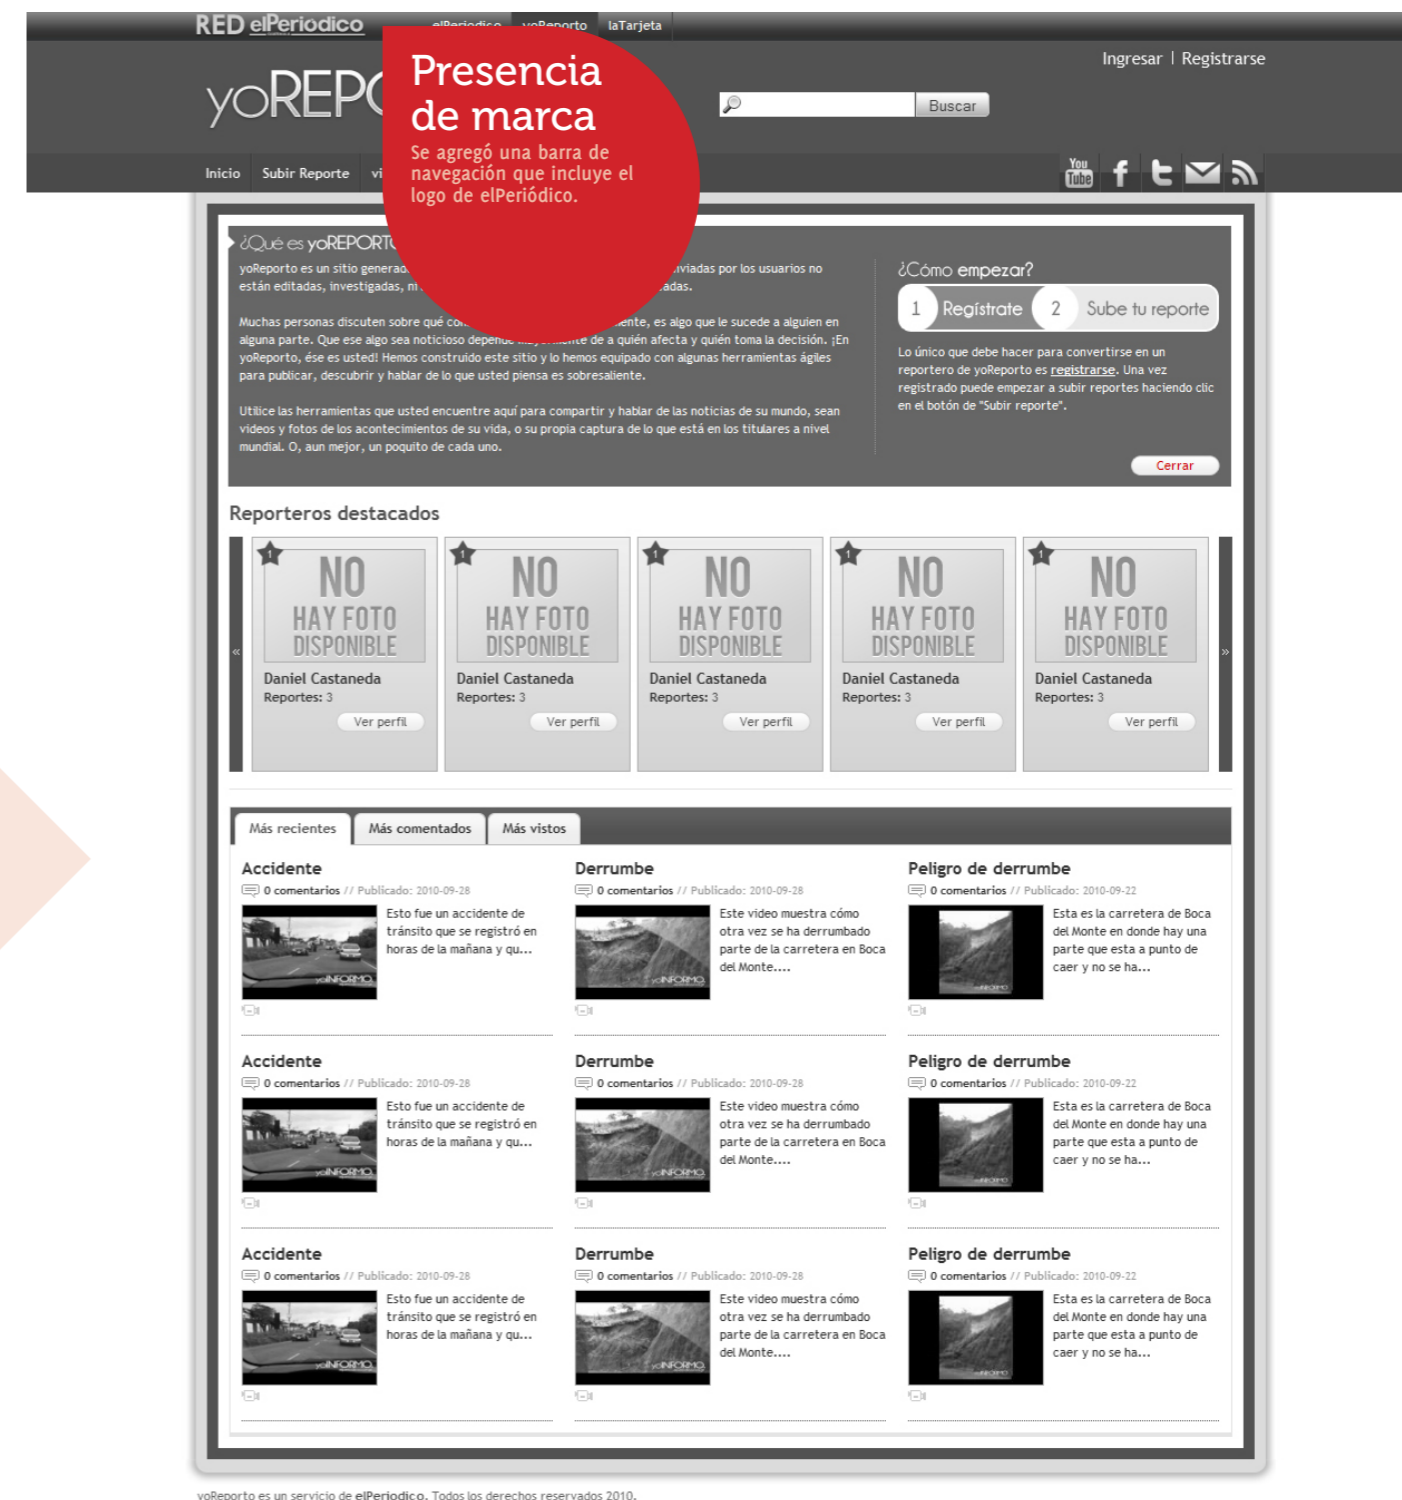 RED elPeriodico
elPeriodico yoReporto laTarjeta
Ingresar | Registrarse
yoREPO
Buscar
Presencia
de marca
Se agregó una barra de
navegación que incluye el
logo de elPeriódico.
Inicio Subir Reporte vi
You
Tube
¿Qué es yoREPORTO
yoReporto es un sitio generad
nviadas por los usuarios no
están editadas, investigadas, ni
adas.
Muchas personas discuten sobre qué con
ente, es algo que le sucede a alguien en
alguna parte. Que ese algo sea noticioso depende mayormente de a quién afecta y quién toma la decisión. ¡En
yoReporto, ése es usted! Hemos construido este sitio y lo hemos equipado con algunas herramientas ágiles
para publicar, descubrir y hablar de lo que usted piensa es sobresaliente.
Utilice las herramientas que usted encuentre aquí para compartir y hablar de las noticias de su mundo, sean
videos y fotos de los acontecimientos de su vida, o su propia captura de lo que está en los titulares a nivel
mundial. O, aun mejor, un poquito de cada uno.
¿Cómo empezar?
1 Regístrate 2 Sube tu reporte
Lo único que debe hacer para convertirse en un
reportero de yoReporto es registrarse. Una vez
registrado puede empezar a subir reportes haciendo clic
en el botón de "Subir reporte".
Cerrar
Reporteros destacados
«
1
NO
HAY FOTO
DISPONIBLE
Daniel Castaneda
Reportes: 3
Ver perfil
1
NO
HAY FOTO
DISPONIBLE
Daniel Castaneda
Reportes: 3
Ver perfil
1
NO
HAY FOTO
DISPONIBLE
Daniel Castaneda
Reportes: 3
Ver perfil
1
NO
HAY FOTO
DISPONIBLE
Daniel Castaneda
Reportes: 3
Ver perfil
1
NO
HAY FOTO
DISPONIBLE
Daniel Castaneda
Reportes: 3
Ver perfil
»
Más recientes Más comentados Más vistos
Accidente
0 comentarios // Publicado: 2010-09-28
Esto fue un accidente de
tránsito que se registró en
horas de la mañana y qu...
yoINFORMO
Derrumbe
0 comentarios // Publicado: 2010-09-28
Este video muestra cómo
otra vez se ha derrumbado
parte de la carretera en Boca
del Monte....
yoINFORMO
Peligro de derrumbe
0 comentarios // Publicado: 2010-09-22
Esta es la carretera de Boca
del Monte en donde hay una
parte que esta a punto de
caer y no se ha...
yoINFORMO
Accidente
0 comentarios // Publicado: 2010-09-28
Esto fue un accidente de
tránsito que se registró en
horas de la mañana y qu...
yoINFORMO
Derrumbe
0 comentarios // Publicado: 2010-09-28
Este video muestra cómo
otra vez se ha derrumbado
parte de la carretera en Boca
del Monte....
yoINFORMO
Peligro de derrumbe
0 comentarios // Publicado: 2010-09-22
Esta es la carretera de Boca
del Monte en donde hay una
parte que esta a punto de
caer y no se ha...
yoINFORMO
Accidente
0 comentarios // Publicado: 2010-09-28
Esto fue un accidente de
tránsito que se registró en
horas de la mañana y qu...
yoINFORMO
Derrumbe
0 comentarios // Publicado: 2010-09-28
Este video muestra cómo
otra vez se ha derrumbado
parte de la carretera en Boca
del Monte....
yoINFORMO
Peligro de derrumbe
0 comentarios // Publicado: 2010-09-22
Esta es la carretera de Boca
del Monte en donde hay una
parte que esta a punto de
caer y no se ha...
yoINFORMO
yoReporto es un servicio de elPeriodico. Todos los derechos reservados 2010.